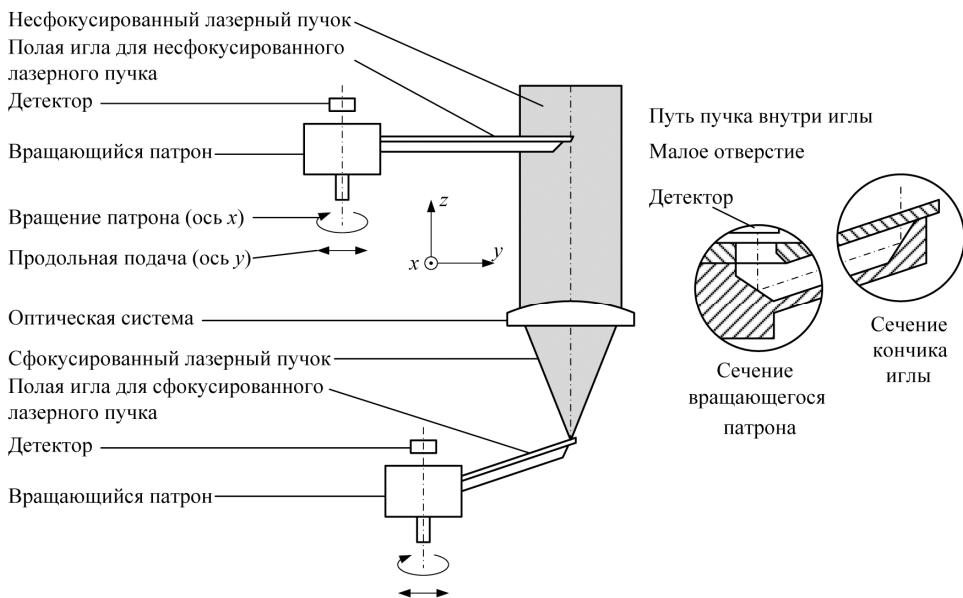 Несфокусированный лазерный пучок
Полая игла для несфокусированного
лазерного пучка
Детектор
Вращающийся патрон
Вращение патрона (ось x)
Продольная подача (ось y)
Оптическая система
Сфокусированный лазерный пучок
Полая игла для сфокусированного
лазерного пучка
Детектор
Вращающийся патрон
z
x
y
Путь пучка внутри иглы
Малое отверстие
Детектор
Сечение
вращающегося
патрона
Сечение
кончика
иглы